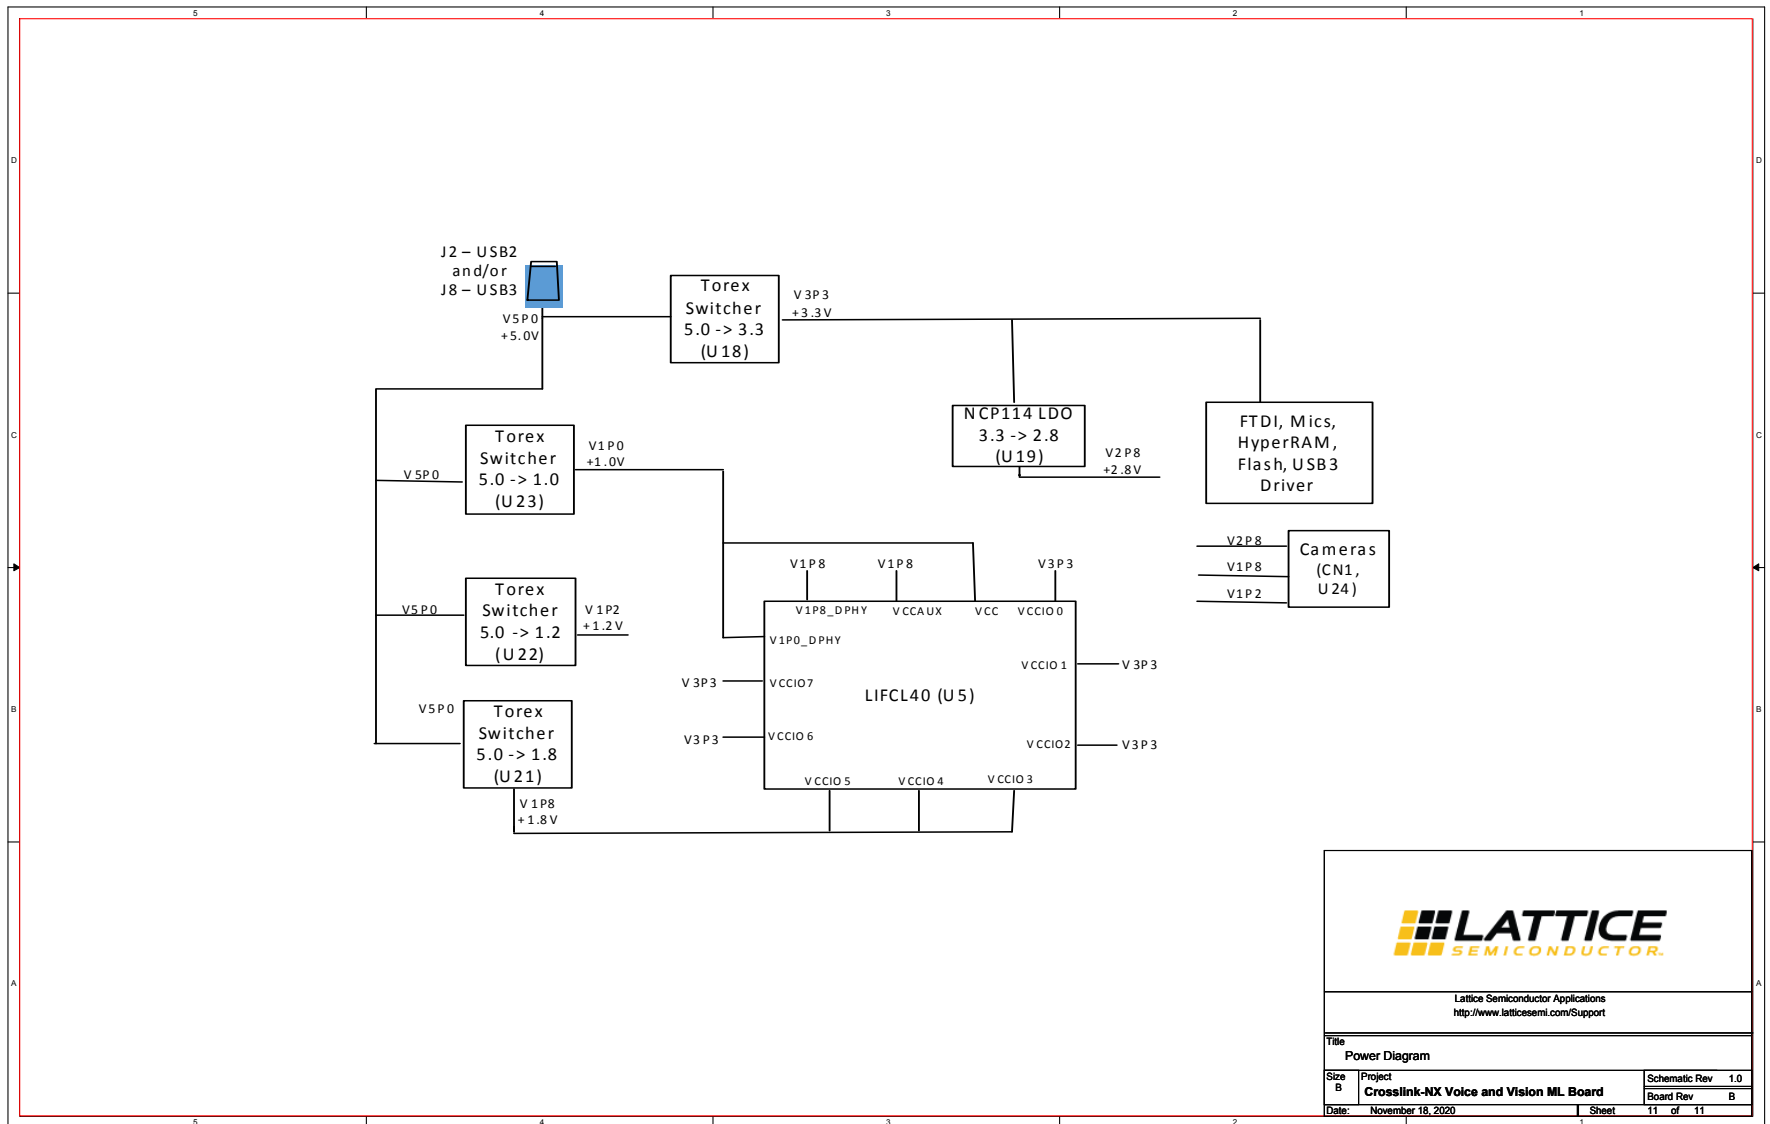 5
4
3
2
1
D
D
J2 – USB2
and/or
J8 – USB3
V5P0
+5.0V
Torex
Switcher
5.0 -> 3.3
(U18)
V3P3
+3.3V
C
C
NCP114 LDO
3.3 -> 2.8
(U19)
V2P8
+2.8V
FTDI, Mics,
HyperRAM,
Flash, USB3
Driver
V5P0
Torex
Switcher
5.0 -> 1.0
(U23)
V1P0
+1.0V
V2P8
V1P8
V1P2
Cameras
(CN1,
U24)
V5P0
Torex
Switcher
5.0 -> 1.2
(U22)
V1P2
+1.2V
V1P8
V1P8
V3P3
V1P8_DPHY
VCCAUX
VCC
VCCIO0
V1P0_DPHY
VCCIO1
V3P3
V3P3
VCCIO7
LIFCL40 (U5)
B
B
V5P0
Torex
Switcher
5.0 -> 1.8
(U21)
V3P3
VCCIO6
VCCIO2
V3P3
VCCIO5
VCCIO4
VCCIO3
V1P8
+1.8V
A
A
LATTICE
SEMICONDUCTOR
Lattice Semiconductor Applications
http://www.latticesemi.com/Support
Title
Power Diagram
Size
B
Project
Crosslink-NX Voice and Vision ML Board
Schematic Rev 1.0
Board Rev B
Date: November 18, 2020
Sheet 11 of 11
5
4
3
2
1